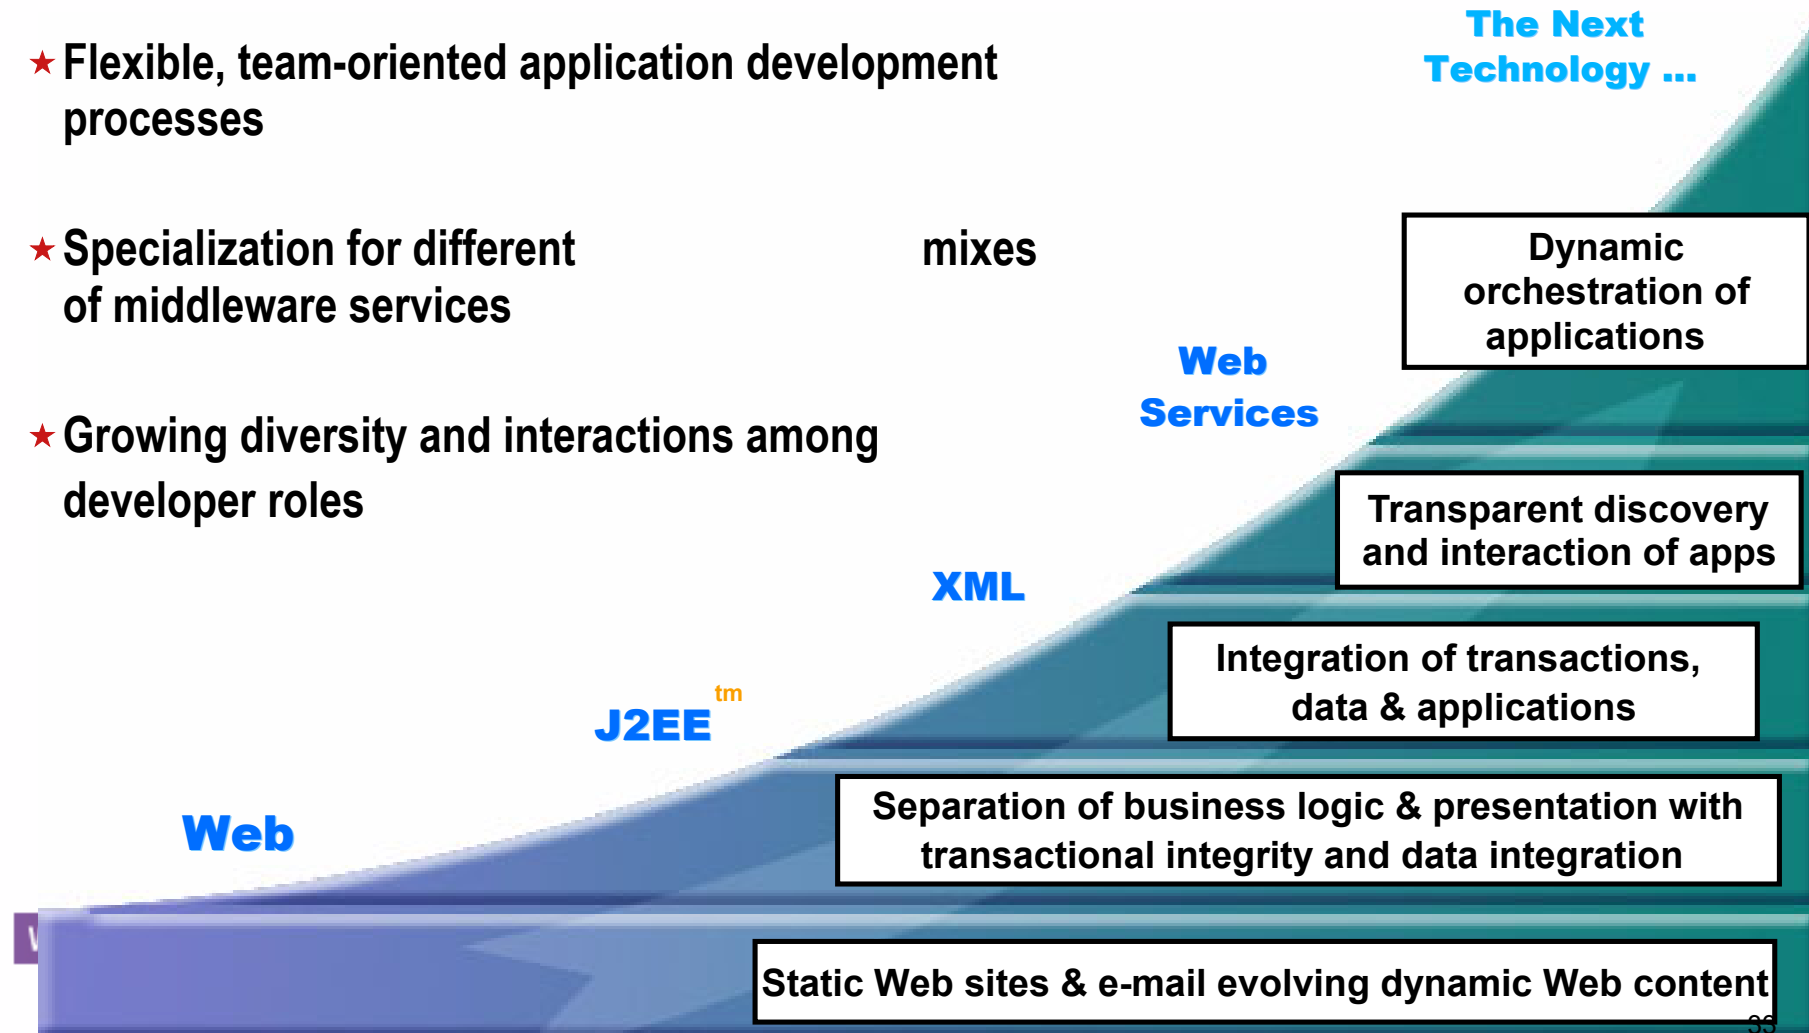 The Next
Technology ...
Flexible, team-oriented application development
processes
Specialization for different mixes
of middleware services
Dynamic
orchestration of
applications
Web
Services
Growing diversity and interactions among
developer roles
Transparent discovery
and interaction of apps
XML
Integration of transactions,
data & applications
J2EE tm
Separation of business logic & presentation with
transactional integrity and data integration
Web
Static Web sites & e-mail evolving dynamic Web content
33